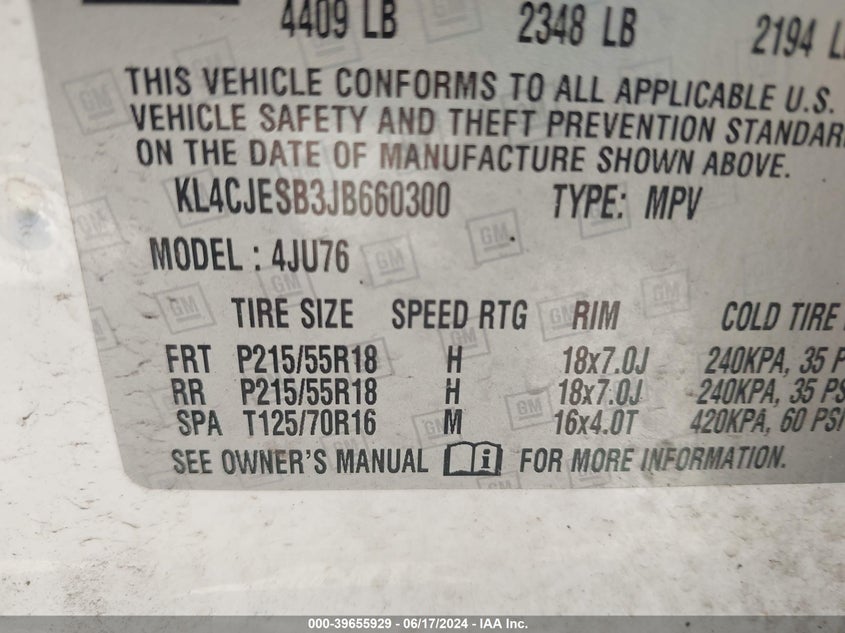 4409 LB 2348 LB 2194
THIS VEHICLE CONFORMS TO ALL APPLICABLE U.S.
VEHICLE SAFETY AND THEFT PREVENTION
ON THE DATE OF MANUFACTURE SHOWN ABOVE.
KL4CJESB3JB660300 TYPE: MPV
MODEL : 4JU76
TIRE SIZE SPEED RTG RIM COLD TIRE
FRT P215/55R18 H 18x7.0J 240KPA, 35
RR P215/55R18 H 18x7.0J 240KPA, 35 PS
SPA T125/70R16 M 16x4.0T 420KPA, 60 PSI
SEE OWNER'S MANUAL i FOR MORE INFORMATION.
000-39655929 - 06/17/2024 - IAA Inc.